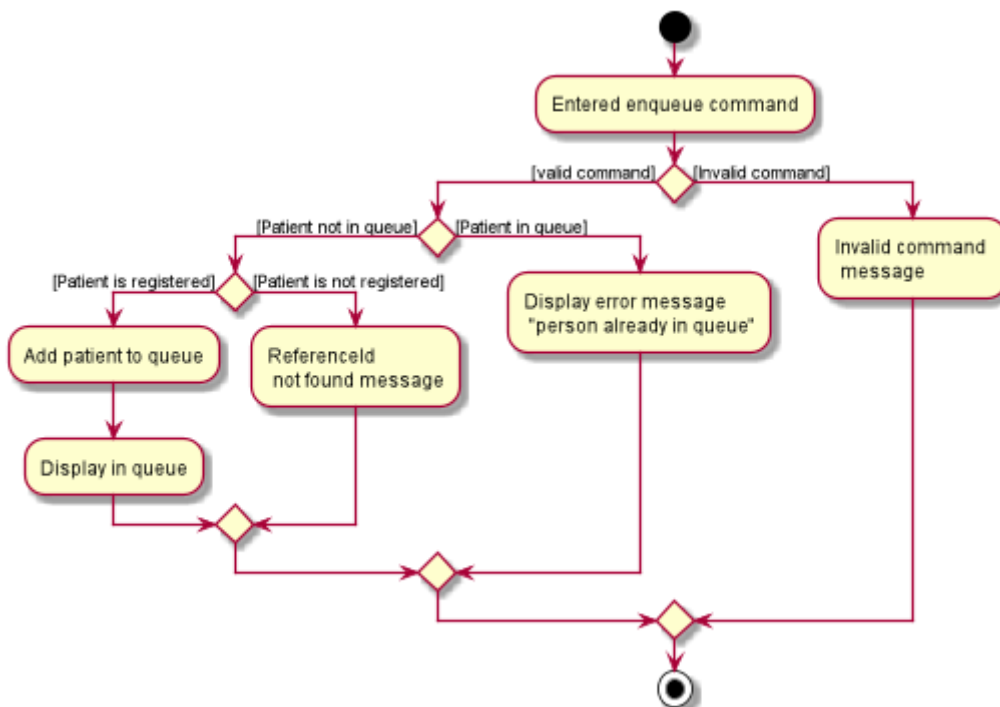 Entered enqueue command
[valid command]
[Invalid command]
[Patient not in queue]
[Patient in queue]
Invalid command
message
[Patient is registered]
[Patient is not registered]
Display error message
"person already in queue"
Add patient to queue
ReferenceId
not found message
Display in queue